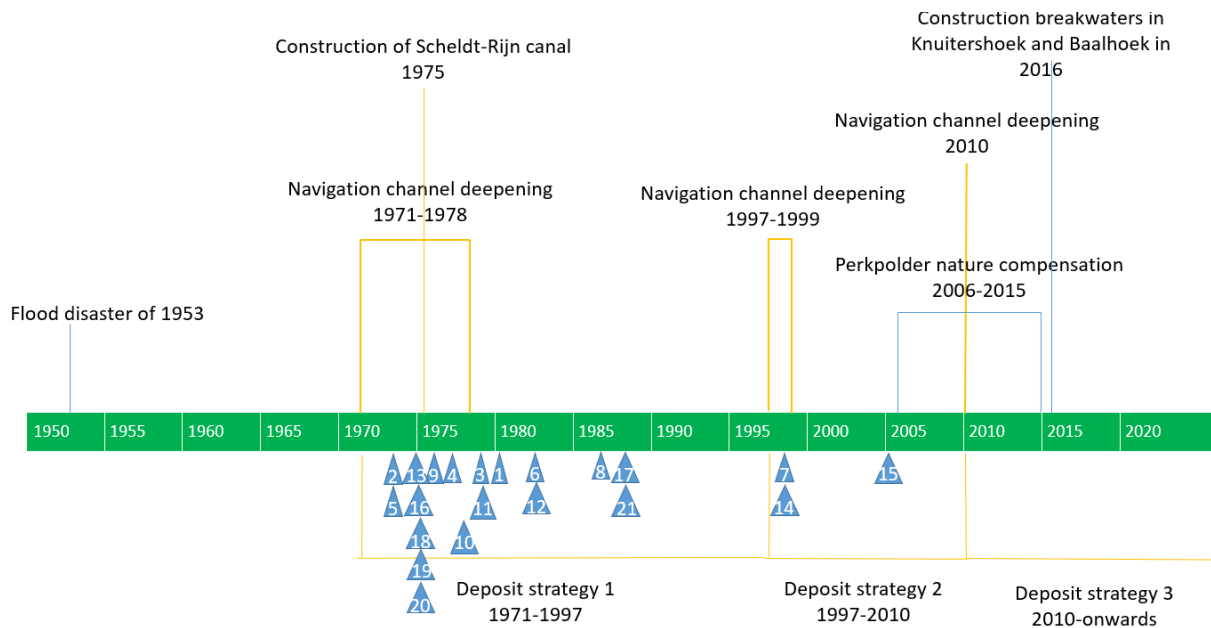 Construction breakwaters in
Knuitershoek and Baalhoek in
2016
Construction of Scheldt-Rijn canal
1975
Navigation channel deepening
2010
Navigation channel deepening
1971-1978
Navigation channel deepening
1997-1999
Perkpolder nature compensation
2006-2015
Flood disaster of 1953
1950 1955 1960 1965 1970 1975 1980 1985 1990 1995 2000 2005 2010 2015 2020
2 13 9 4 3 1 6 8 17 7 15
5 16 11 12 21 14
18 10
19
20
Deposit strategy 1
1971-1997
Deposit strategy 2
1997-2010
Deposit strategy 3
2010-onwards